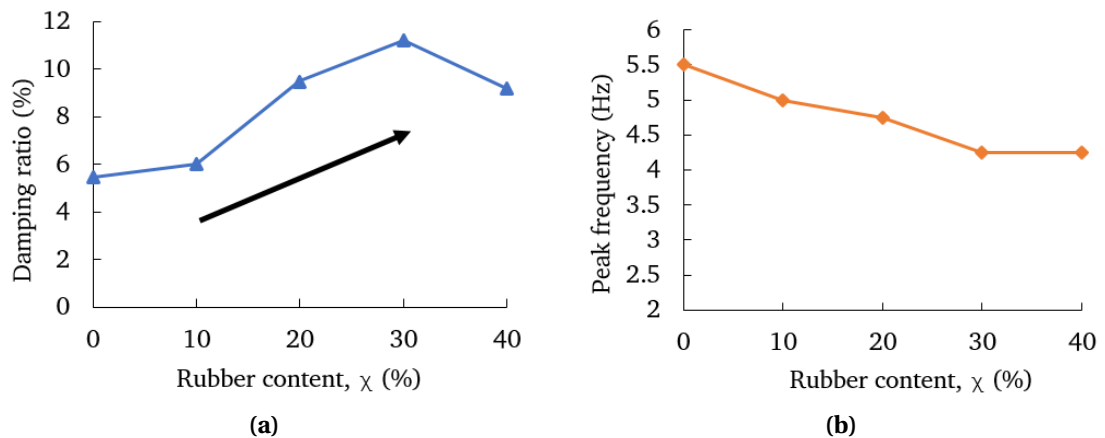 12
10
8
6
4
2
0
Damping ratio (%)
0 10 20 30 40
Rubber content, χ (%)
(a)
6
5.5
5
4.5
4
3.5
3
2.5
2
Peak frequency (Hz)
0 10 20 30 40
Rubber content, χ (%)
(b)